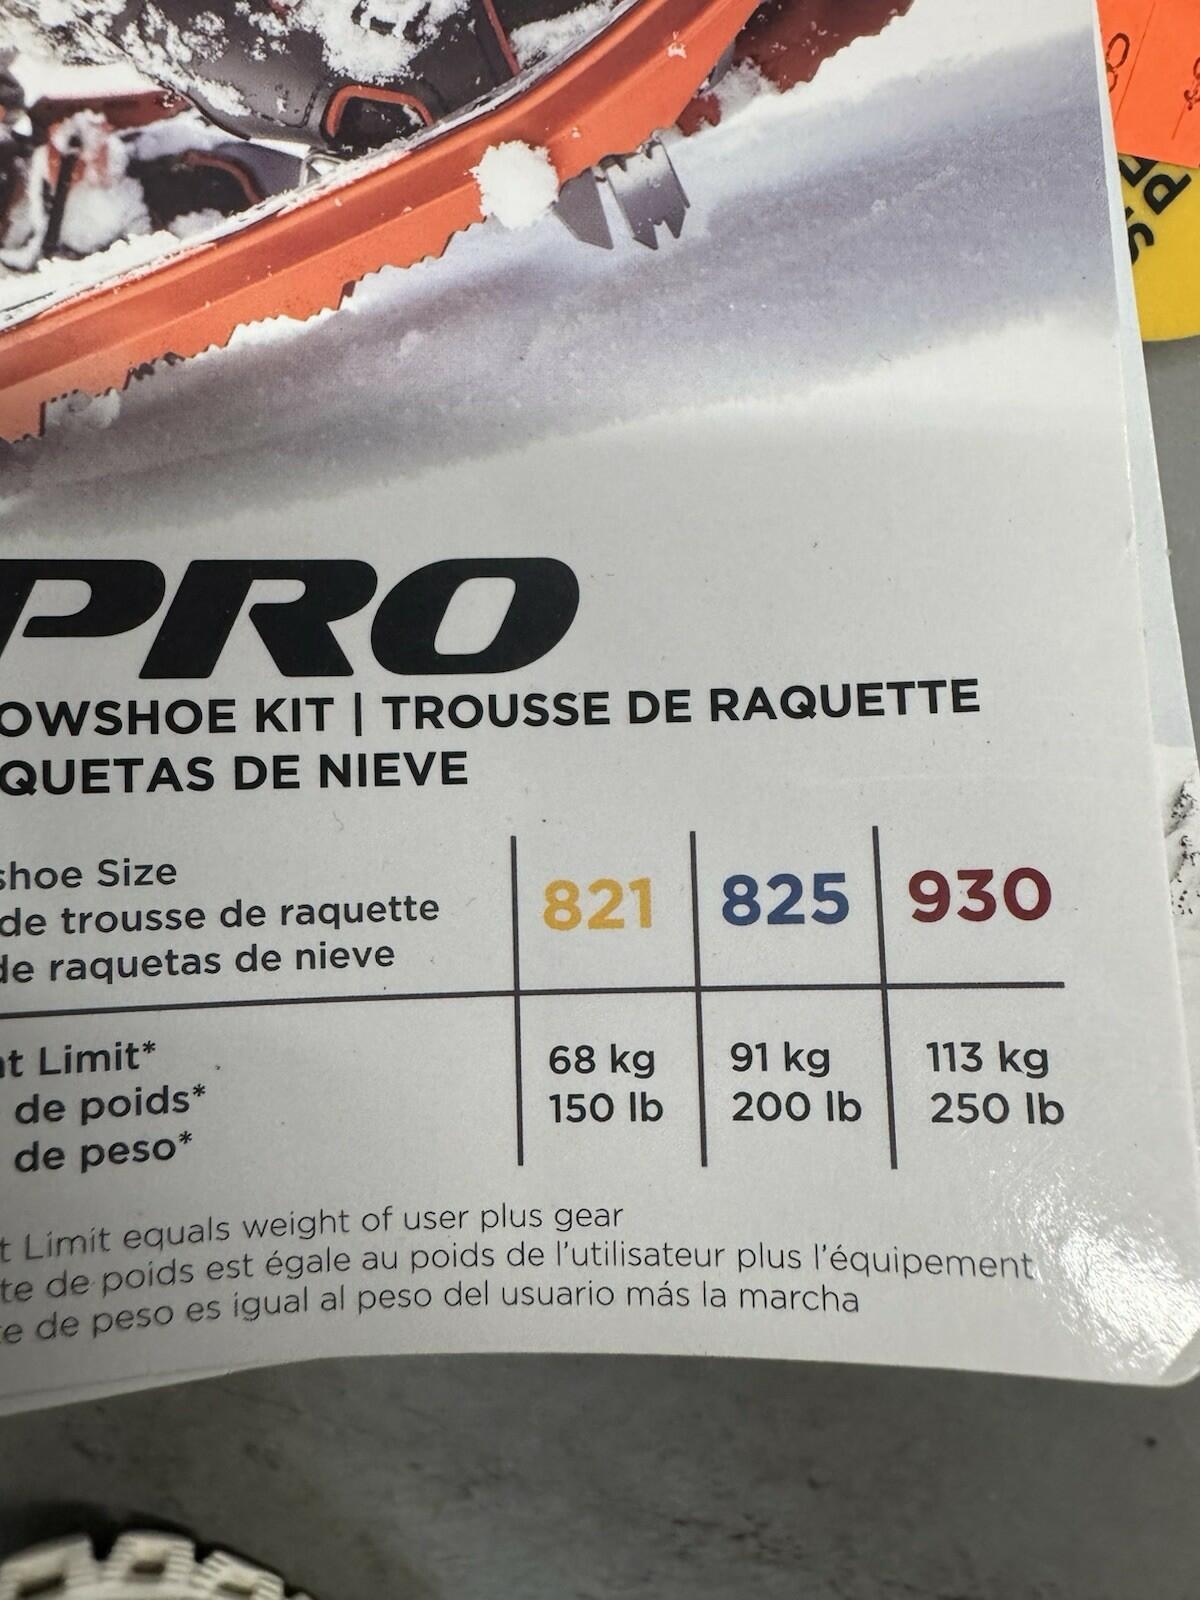 PRO
OWSHOE KIT | TROUSSE DE RAQUETTE
QUETAS DE NIEVE
shoe Size
de trousse de raquette
de raquetas de nieve
821
825
930
t Limit*
de poids*
de peso*
68 kg
150 lb
91 kg
200 lb
113 kg
250 lb
t Limit equals weight of user plus gear
te de poids est égale au poids de l'utilisateur plus l'équipement
e de peso es igual al peso del usuario más la marcha